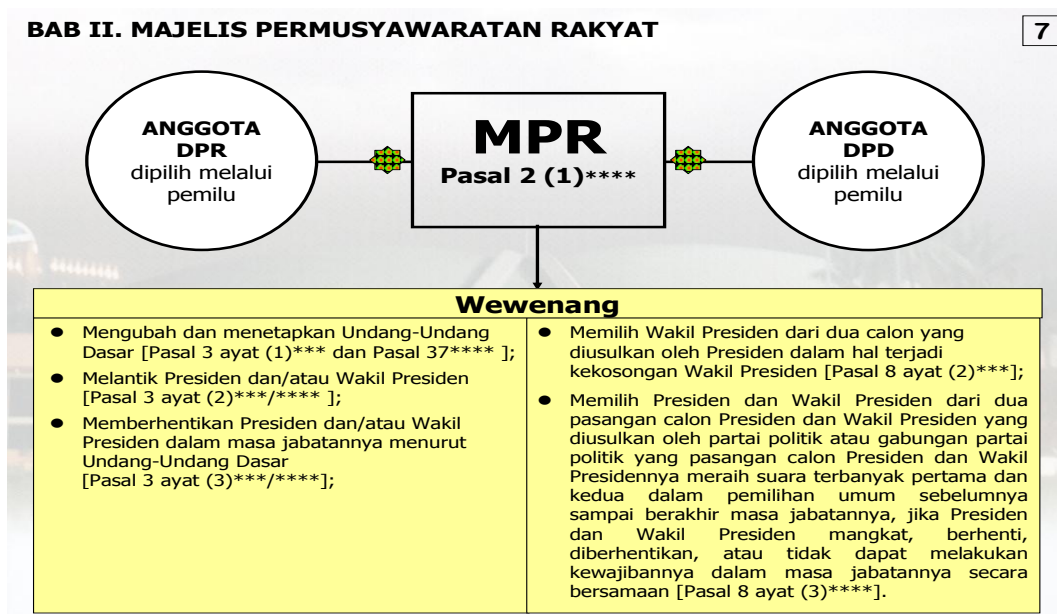 BAB II. MAJELIS PERMUSYAWARATAN RAKYAT
7
ANGGOTA
DPR
dipilih melalui
pemilu
MPR
Pasal 2 (1)****
ANGGOTA
DPD
dipilih melalui
pemilu
Wewenang
● Mengubah dan menetapkan Undang-Undang
Dasar [Pasal 3 ayat (1)*** dan Pasal 37**** ];
● Melantik Presiden dan/atau Wakil Presiden
[Pasal 3 ayat (2)***/**** ];
● Memberhentikan Presiden dan/atau Wakil
Presiden dalam masa jabatannya menurut
Undang-Undang Dasar
[Pasal 3 ayat (3)***/****];
● Memilih Wakil Presiden dari dua calon yang
diusulkan oleh Presiden dalam hal terjadi
kekosongan Wakil Presiden [Pasal 8 ayat (2)***];
● Memilih Presiden dan Wakil Presiden dari dua
pasangan calon Presiden dan Wakil Presiden yang
diusulkan oleh partai politik atau gabungan partai
politik yang pasangan calon Presiden dan Wakil
Presidennya meraih suara terbanyak pertama dan
kedua dalam pemilihan umum sebelumnya
sampai berakhir masa jabatannya, jika Presiden
dan Wakil Presiden mangkat, berhenti,
diberhentikan, atau tidak dapat melakukan
kewajibannya dalam masa jabatannya secara
bersamaan [Pasal 8 ayat (3)****].